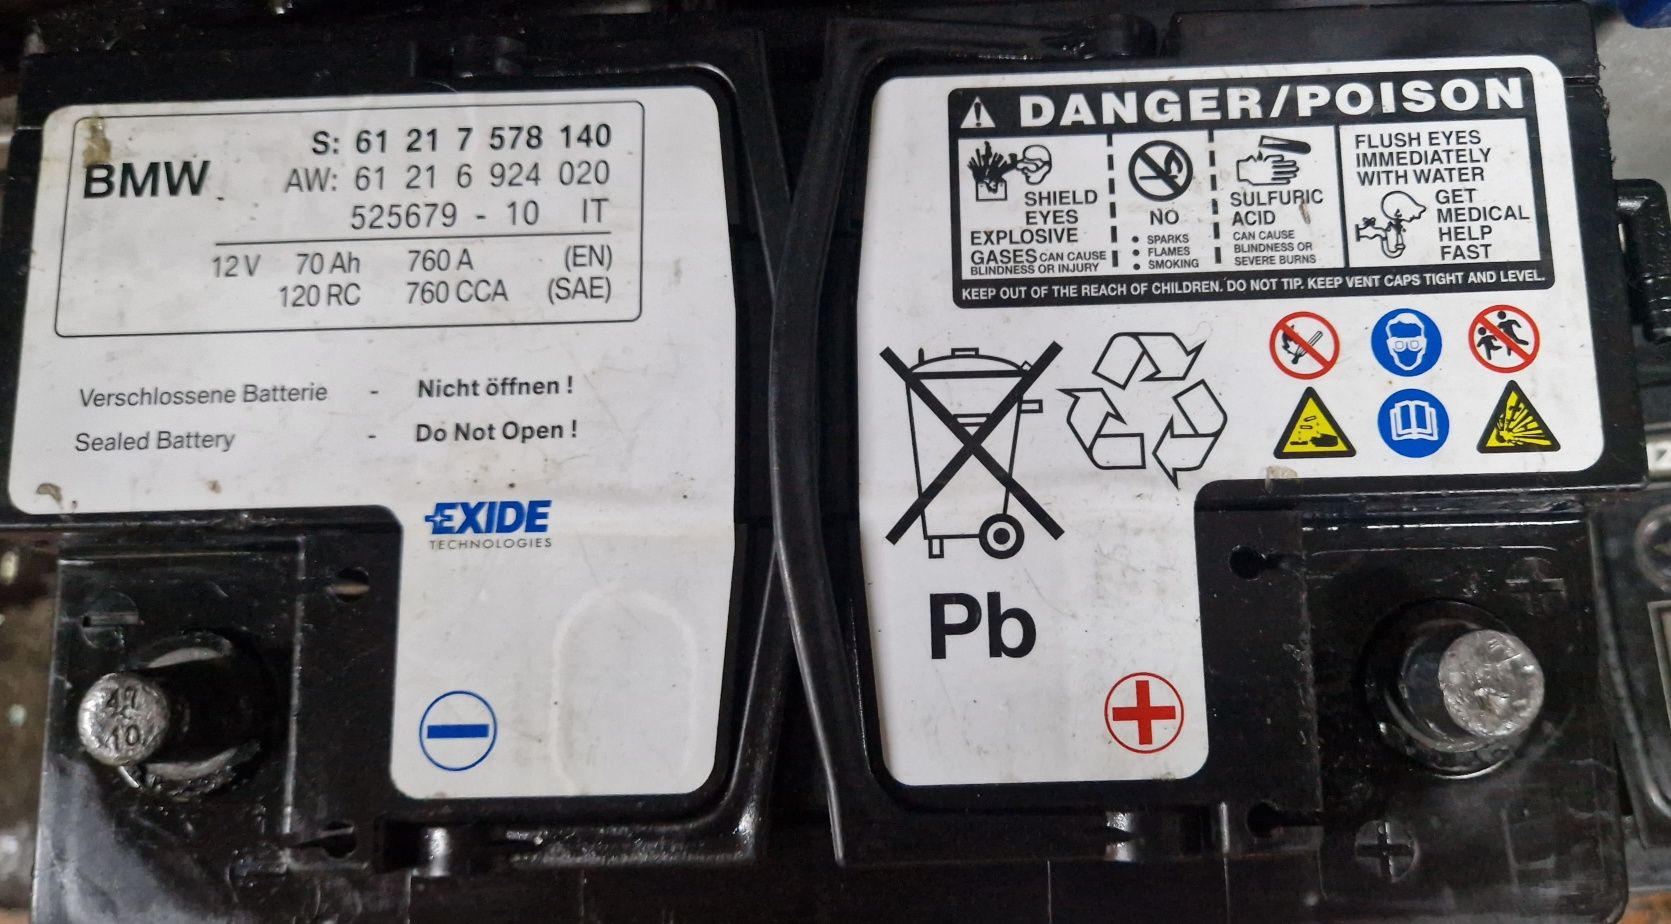 BMW
S: 61 21 7 578 140
AW: 61 21 6 924 020
525679 - 10 IT
12V 70 Ah 760 A (EN)
120 RC 760 CCA (SAE)
Verschlossene Batterie - Nicht öffnen !
Sealed Battery - Do Not Open !
EXIDE
TECHNOLOGIES
10
DANGER/POISON
SHIELD
EYES
EXPLOSIVE
GASES CAN CAUSE
BLINDNESS OR INJURY
NO
• SPARKS
• FLAMES
• SMOKING
SULFURIC
ACID
CAN CAUSE
BLINDNESS OR
SEVERE BURNS
FLUSH EYES
IMMEDIATELY
WITH WATER
GET
MEDICAL
HELP
FAST
KEEP OUT OF THE REACH OF CHILDREN. DO NOT TIP. KEEP VENT CAPS TIGHT AND LEVEL.
Pb